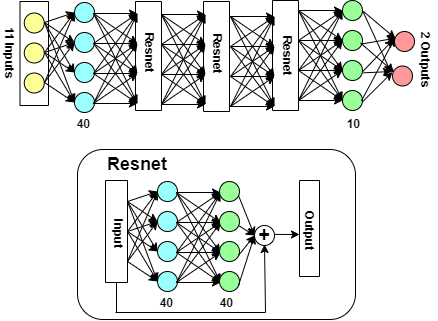 11 Inputs
40
Resnet
Resnet
Resnet
10
2 Outputs
Resnet
Input
40
40
+
Output